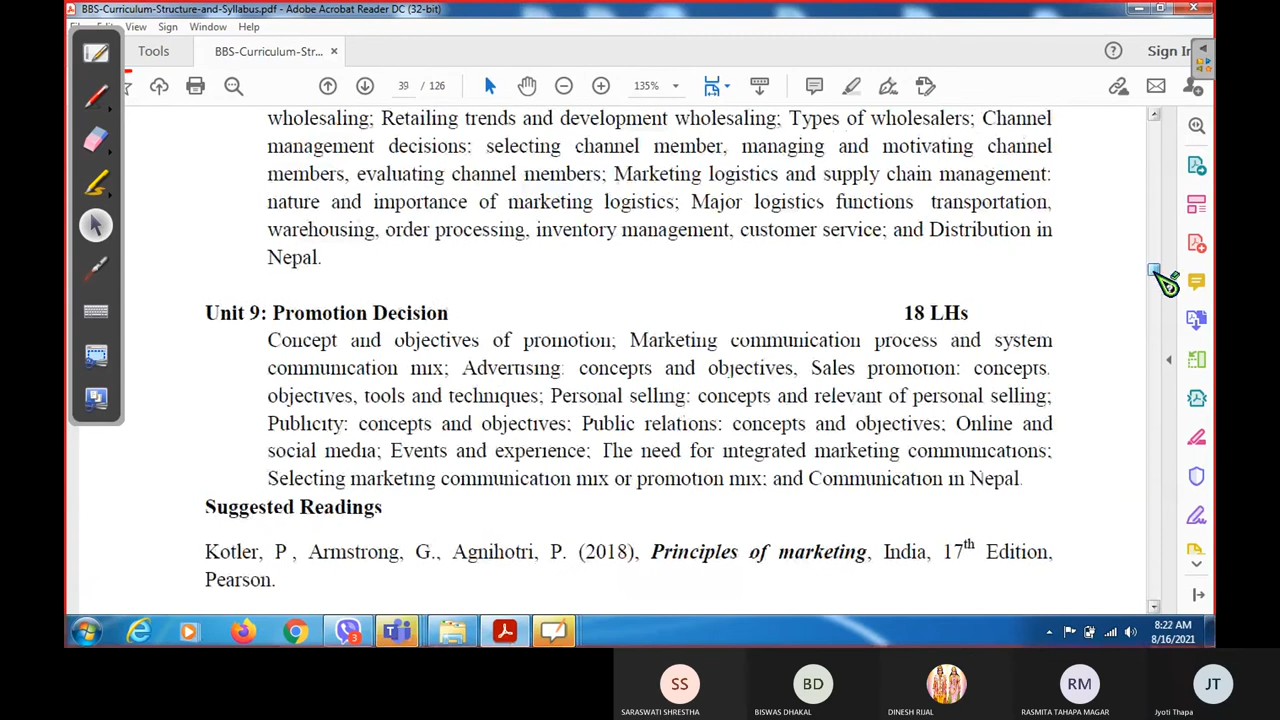 BBS-Curriculum-Structure-and-Syllabus.pdf - Adobe Acrobat Reader DC (32-bit)
View Sign Window Help
Tools
BBS-Curriculum-Str... ×
Sign In
39 / 126
135%
wholesaling; Retailing trends and development wholesaling; Types of wholesalers; Channel
management decisions: selecting channel member, managing and motivating channel
members, evaluating channel members; Marketing logistics and supply chain management:
nature and importance of marketing logistics; Major logistics functions transportation,
warehousing, order processing, inventory management, customer service; and Distribution in
Nepal.
Unit 9: Promotion Decision 18 LHs
Concept and objectives of promotion; Marketing communication process and system
communication mix; Advertising: concepts and objectives, Sales promotion: concepts.
objectives, tools and techniques; Personal selling: concepts and relevant of personal selling;
Publicity: concepts and objectives; Public relations: concepts and objectives; Online and
social media; Events and experience; The need for integrated marketing communications;
Selecting marketing communication mix or promotion mix; and Communication in Nepal.
Suggested Readings
Kotler, P , Armstrong, G., Agnihotri, P. (2018), Principles of marketing, India, 17th Edition,
Pearson.
3
8:22 AM
8/16/2021
SS BD RM JT
SARASWATI SHRESTHA BISWAS DHAKAL DINESH RIJAL RASMITA TAHAPA MAGAR Jyoti Thapa